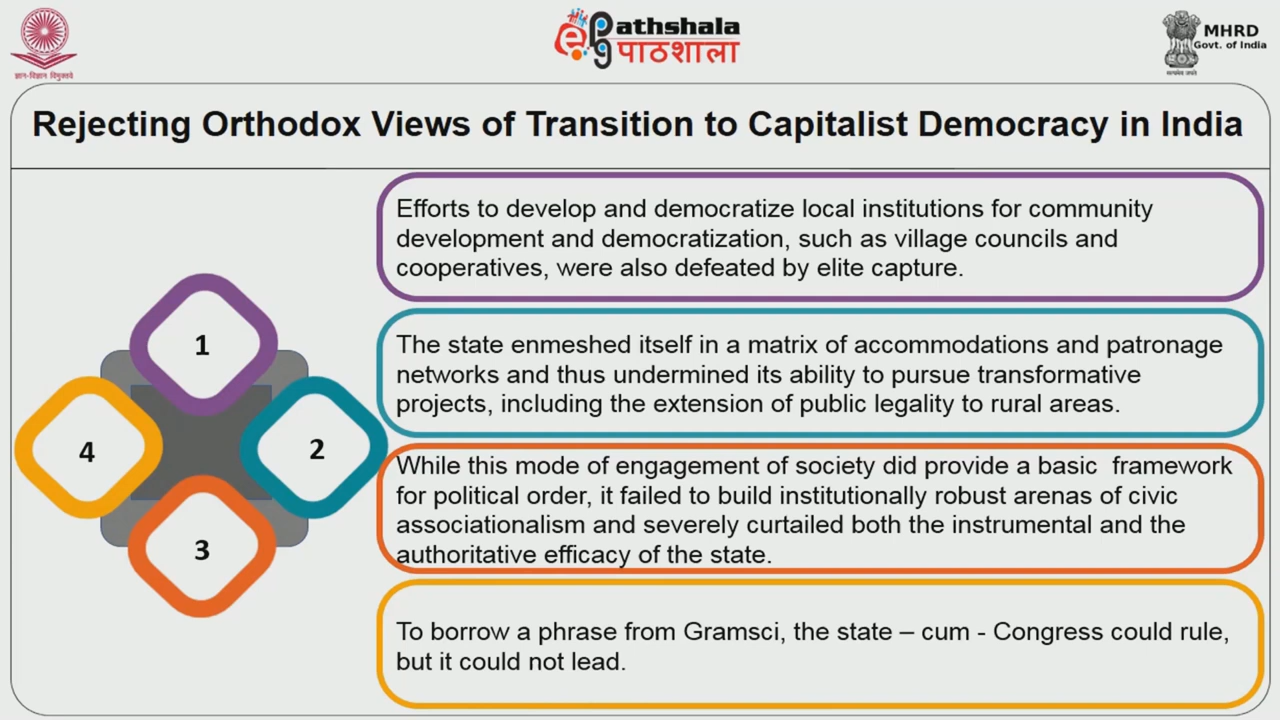 ज्ञान-विज्ञान विमुक्तये
ePathshala
पाठशाला
MHRD
Govt. of India
सत्यमेव जयते
Rejecting Orthodox Views of Transition to Capitalist Democracy in India
Efforts to develop and democratize local institutions for community
development and democratization, such as village councils and
cooperatives, were also defeated by elite capture.
The state enmeshed itself in a matrix of accommodations and patronage
networks and thus undermined its ability to pursue transformative
projects, including the extension of public legality to rural areas.
While this mode of engagement of society did provide a basic framework
for political order, it failed to build institutionally robust arenas of civic
associationalism and severely curtailed both the instrumental and the
authoritative efficacy of the state.
To borrow a phrase from Gramsci, the state – cum - Congress could rule,
but it could not lead.
1
2
3
4